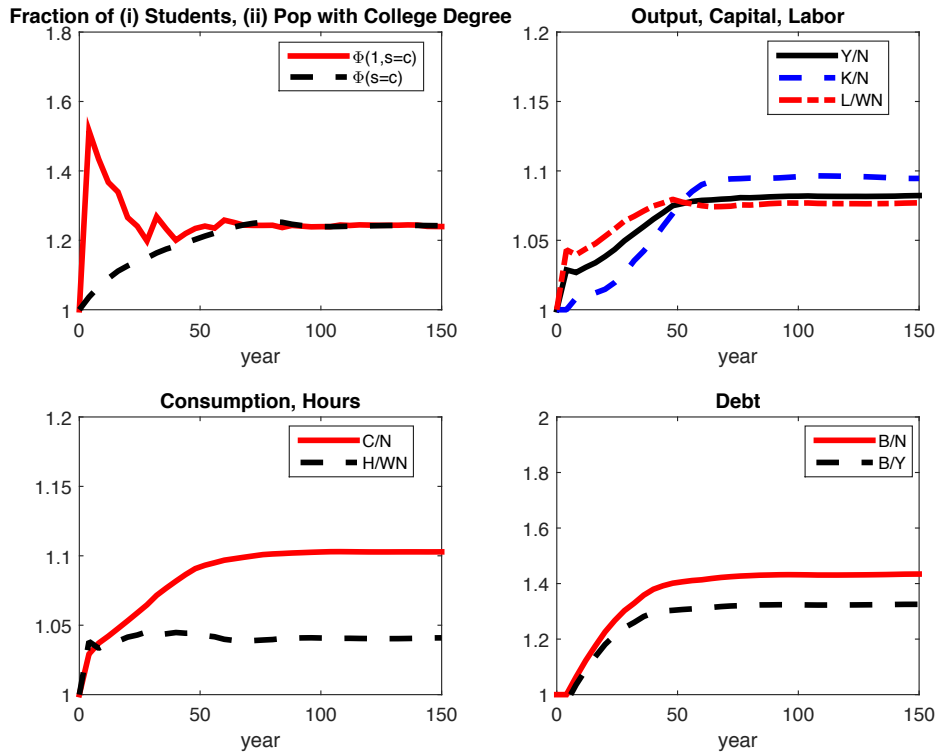 Fraction of (i) Students, (ii) Pop with College Degree
1.8
1.6
1.4
1.2
1
0
50
100
150
year
Φ(1,s=c)
Φ(s=c)
Output, Capital, Labor
1.2
1.15
1.1
1.05
1
0
50
100
150
year
Y/N
K/N
L/WN
Consumption, Hours
1.2
1.15
1.1
1.05
1
0
50
100
150
year
C/N
H/WN
Debt
2
1.8
1.6
1.4
1.2
1
0
50
100
150
year
B/N
B/Y